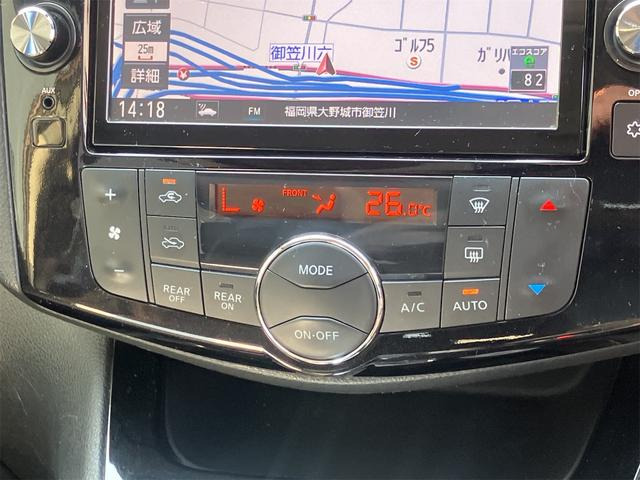 広域
25m
詳細
御笠川六
ゴルフ5
S
ガリバ
エコスコア
e
82
AUX
14:18
FM
福岡県大野城市御笠川
OP
+
L
FRONT
26.0℃
−
MODE
REAR OFF
REAR ON
A/C
AUTO
ON·OFF